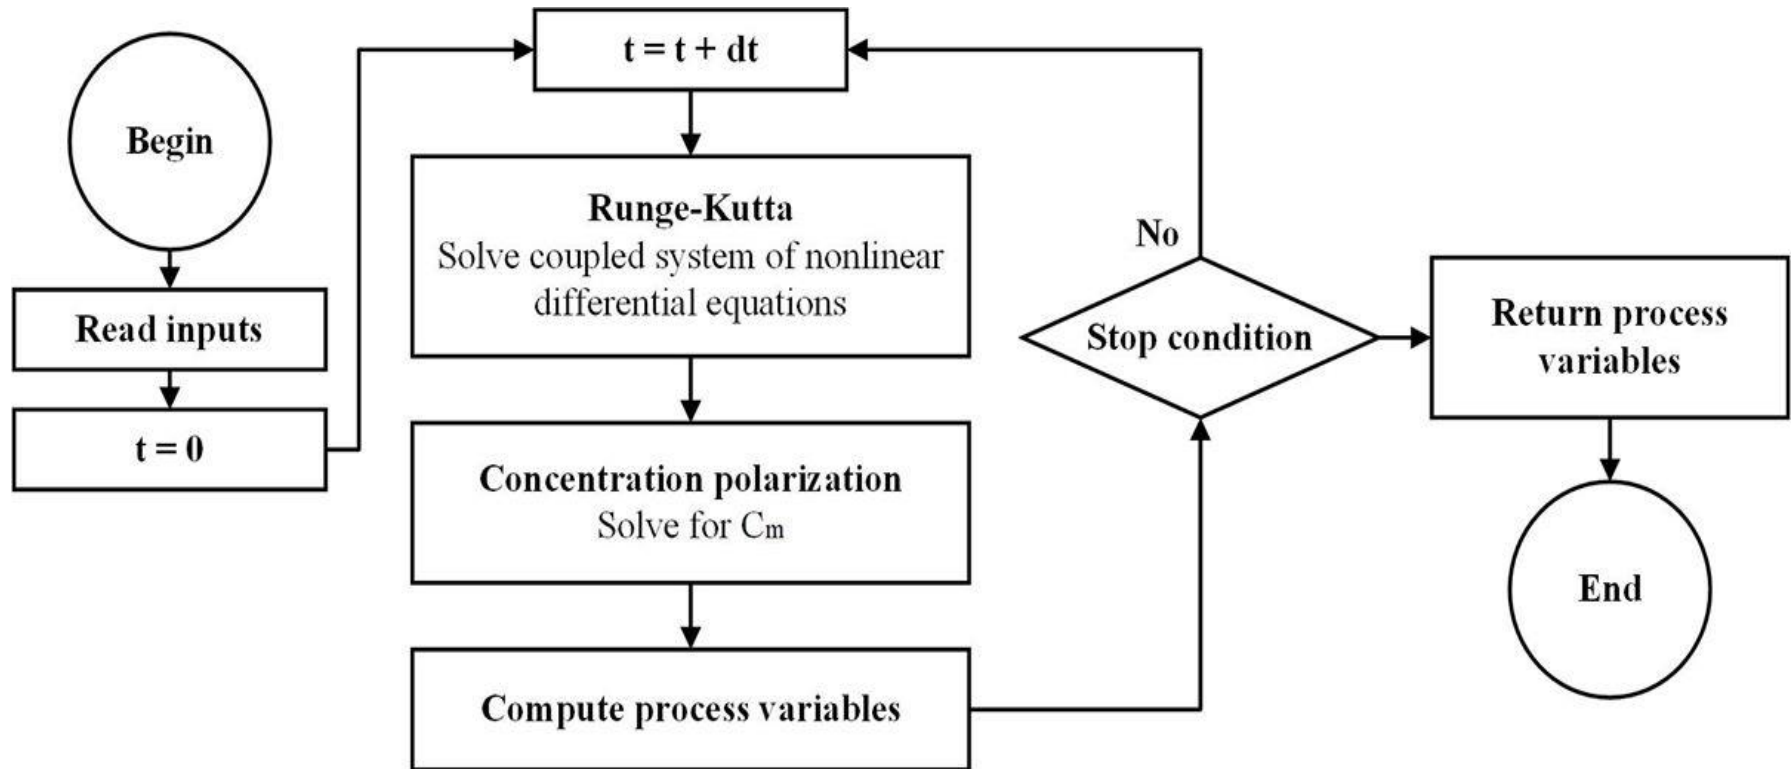 Begin
Read inputs
t = 0
t = t + dt
Runge-Kutta
Solve coupled system of nonlinear
differential equations
Concentration polarization
Solve for Cm
Compute process variables
No
Stop condition
Return process
variables
End